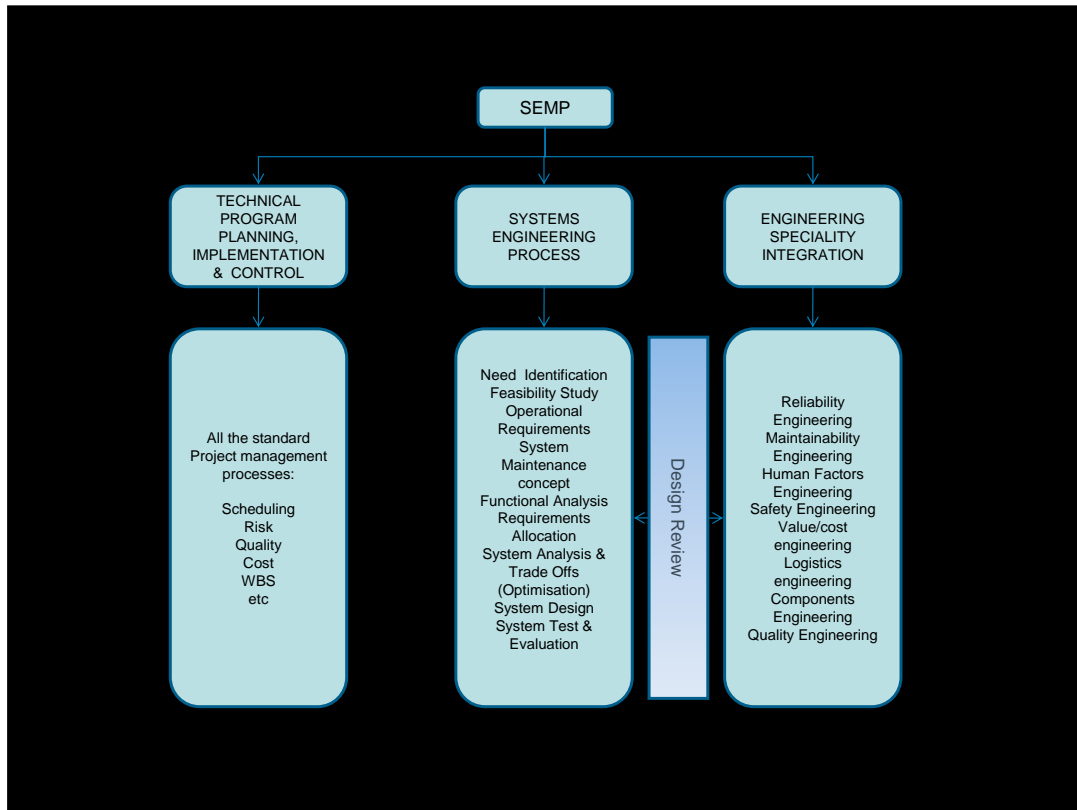 SEMP
TECHNICAL
PROGRAM
PLANNING,
IMPLEMENTATION
& CONTROL
SYSTEMS
ENGINEERING
PROCESS
ENGINEERING
SPECIALITY
INTEGRATION
All the standard
Project management
processes:
Scheduling
Risk
Quality
Cost
WBS
etc
Need Identification
Feasibility Study
Operational
Requirements
System
Maintenance
concept
Functional Analysis
Requirements
Allocation
System Analysis &
Trade Offs
(Optimisation)
System Design
System Test &
Evaluation
Design Review
Reliability
Engineering
Maintainability
Engineering
Human Factors
Engineering
Safety Engineering
Value/cost
engineering
Logistics
engineering
Components
Engineering
Quality Engineering